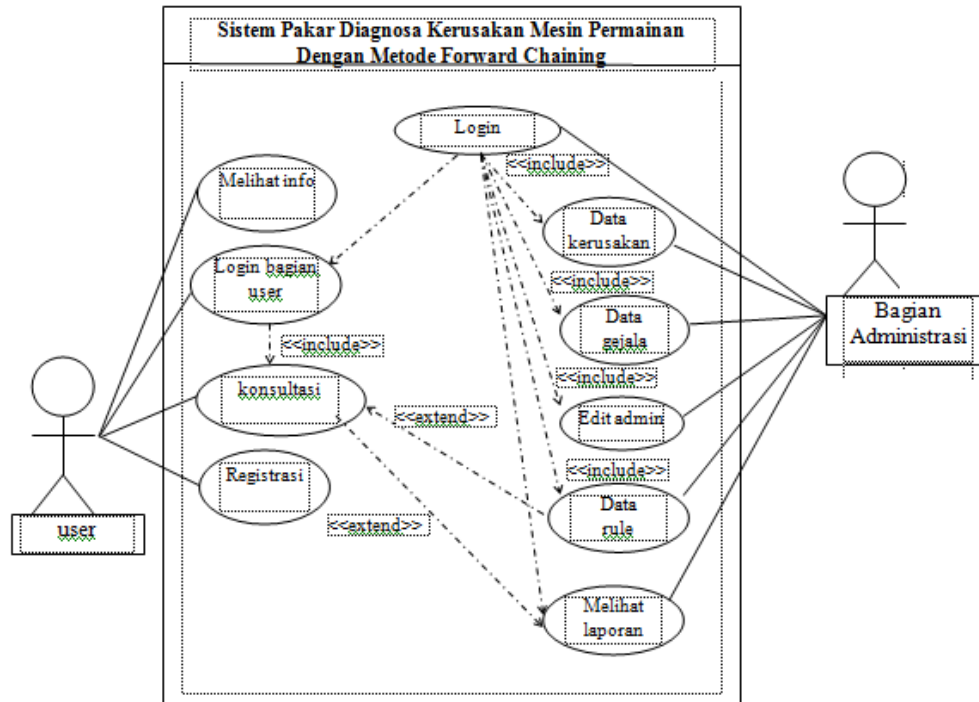 Sistem Pakar Diagnosa Kerusakan Mesin Permainan
Dengan Metode Forward Chaining
Login
<<include>>
Melihat info
Data
kerusakan
Login bagian
user
<<include>>
Data
gejala
Bagian
Administrasi
<<include>>
<<include>>
konsultasi
<<extend>>
Edit admin
<<include>>
Registrasi
Data
rule
<<extend>>
user
Melihat
laporan